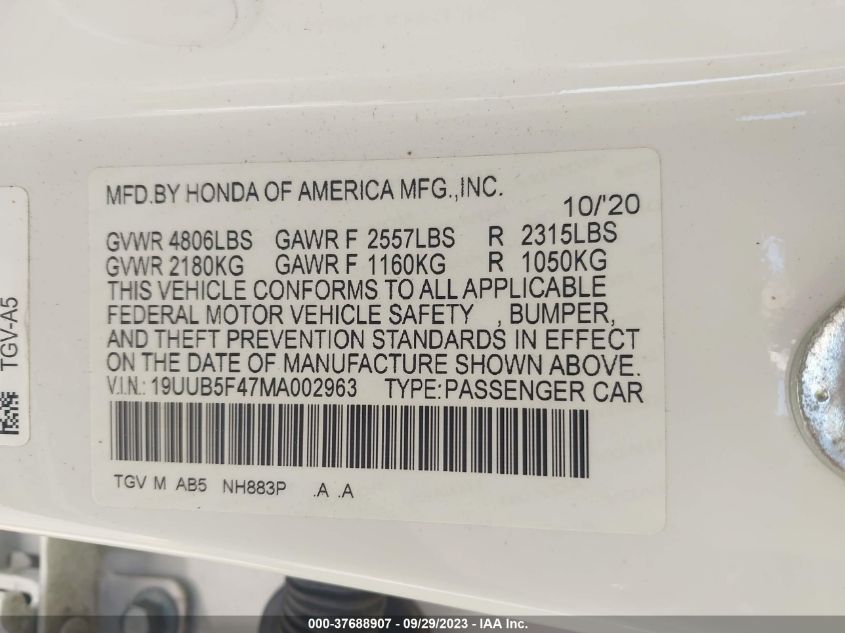 MFD.BY HONDA OF AMERICA MFG.,INC.
10/'20
GVWR 4806LBS GAWR F 2557LBS R 2315LBS
GVWR 2180KG GAWR F 1160KG R 1050KG
THIS VEHICLE CONFORMS TO ALL APPLICABLE
FEDERAL MOTOR VEHICLE SAFETY , BUMPER,
AND THEFT PREVENTION STANDARDS IN EFFECT
ON THE DATE OF MANUFACTURE SHOWN ABOVE.
V.I.N.: 19UUB5F47MA002963 TYPE:PASSENGER CAR
TGV M AB5 NH883P .A .A
TGV-A5
000-37688907 - 09/29/2023 - IAA Inc.